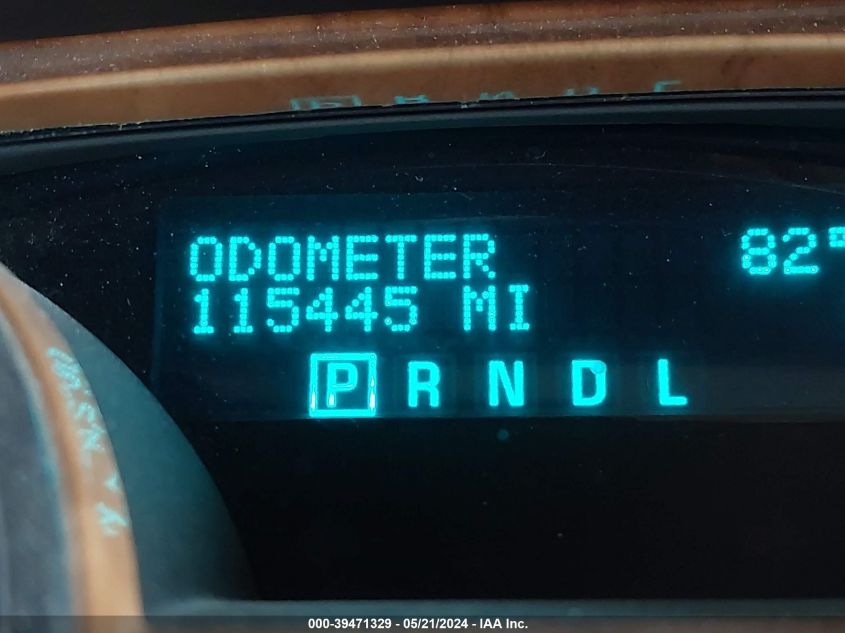 ODOMETER 82°
115445 MI
P R N D L
000-39471329 - 05/21/2024 - IAA Inc.